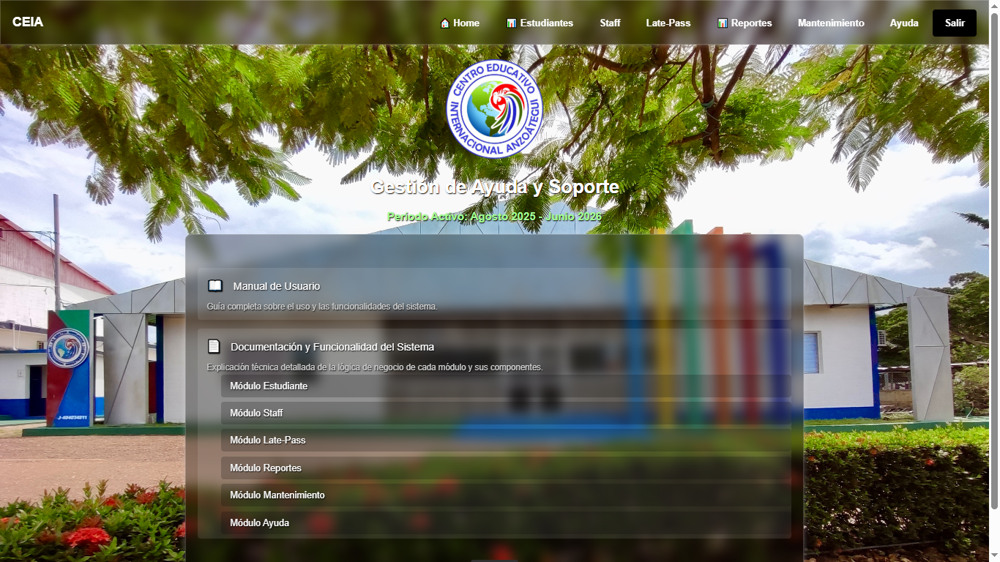 CEIA
Home
Estudiantes
Staff
Late-Pass
Reportes
Mantenimiento
Ayuda
Salir
CENTRO EDUCATIVO INTERNACIONAL ANZOÁTEGUI
Gestión de Ayuda y Soporte
Periodo Activo: Agosto 2025 - Junio 2026
Manual de Usuario
Guía completa sobre el uso y las funcionalidades del sistema.
Documentación y Funcionalidad del Sistema
Explicación técnica detallada de la lógica de negocio de cada módulo y sus componentes.
Módulo Estudiante
Módulo Staff
Módulo Late-Pass
Módulo Reportes
Módulo Mantenimiento
Módulo Ayuda